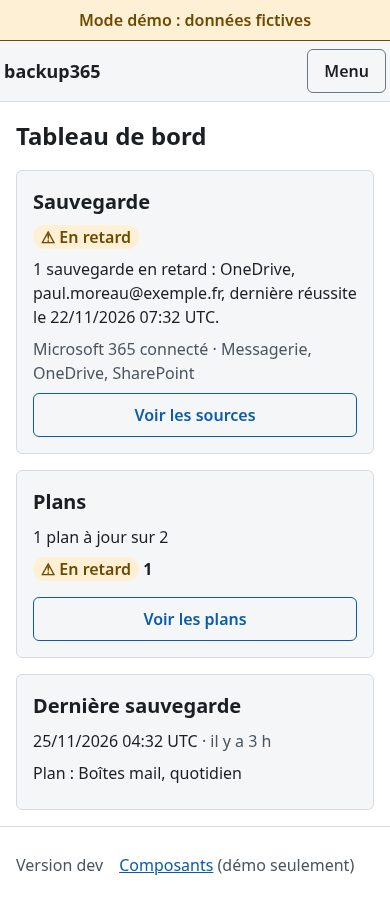 Mode démo : données fictives
backup365
Menu
Tableau de bord
Sauvegarde
⚠ En retard
1 sauvegarde en retard : OneDrive,
paul.moreau@exemple.fr, dernière réussite
le 22/11/2026 07:32 UTC.
Microsoft 365 connecté · Messagerie,
OneDrive, SharePoint
Voir les sources
Plans
1 plan à jour sur 2
⚠ En retard 1
Voir les plans
Dernière sauvegarde
25/11/2026 04:32 UTC · il y a 3 h
Plan : Boîtes mail, quotidien
Version dev Composants (démo seulement)